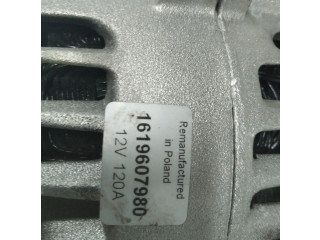 Remanufactured
in Poland
1619607980
12V 120A